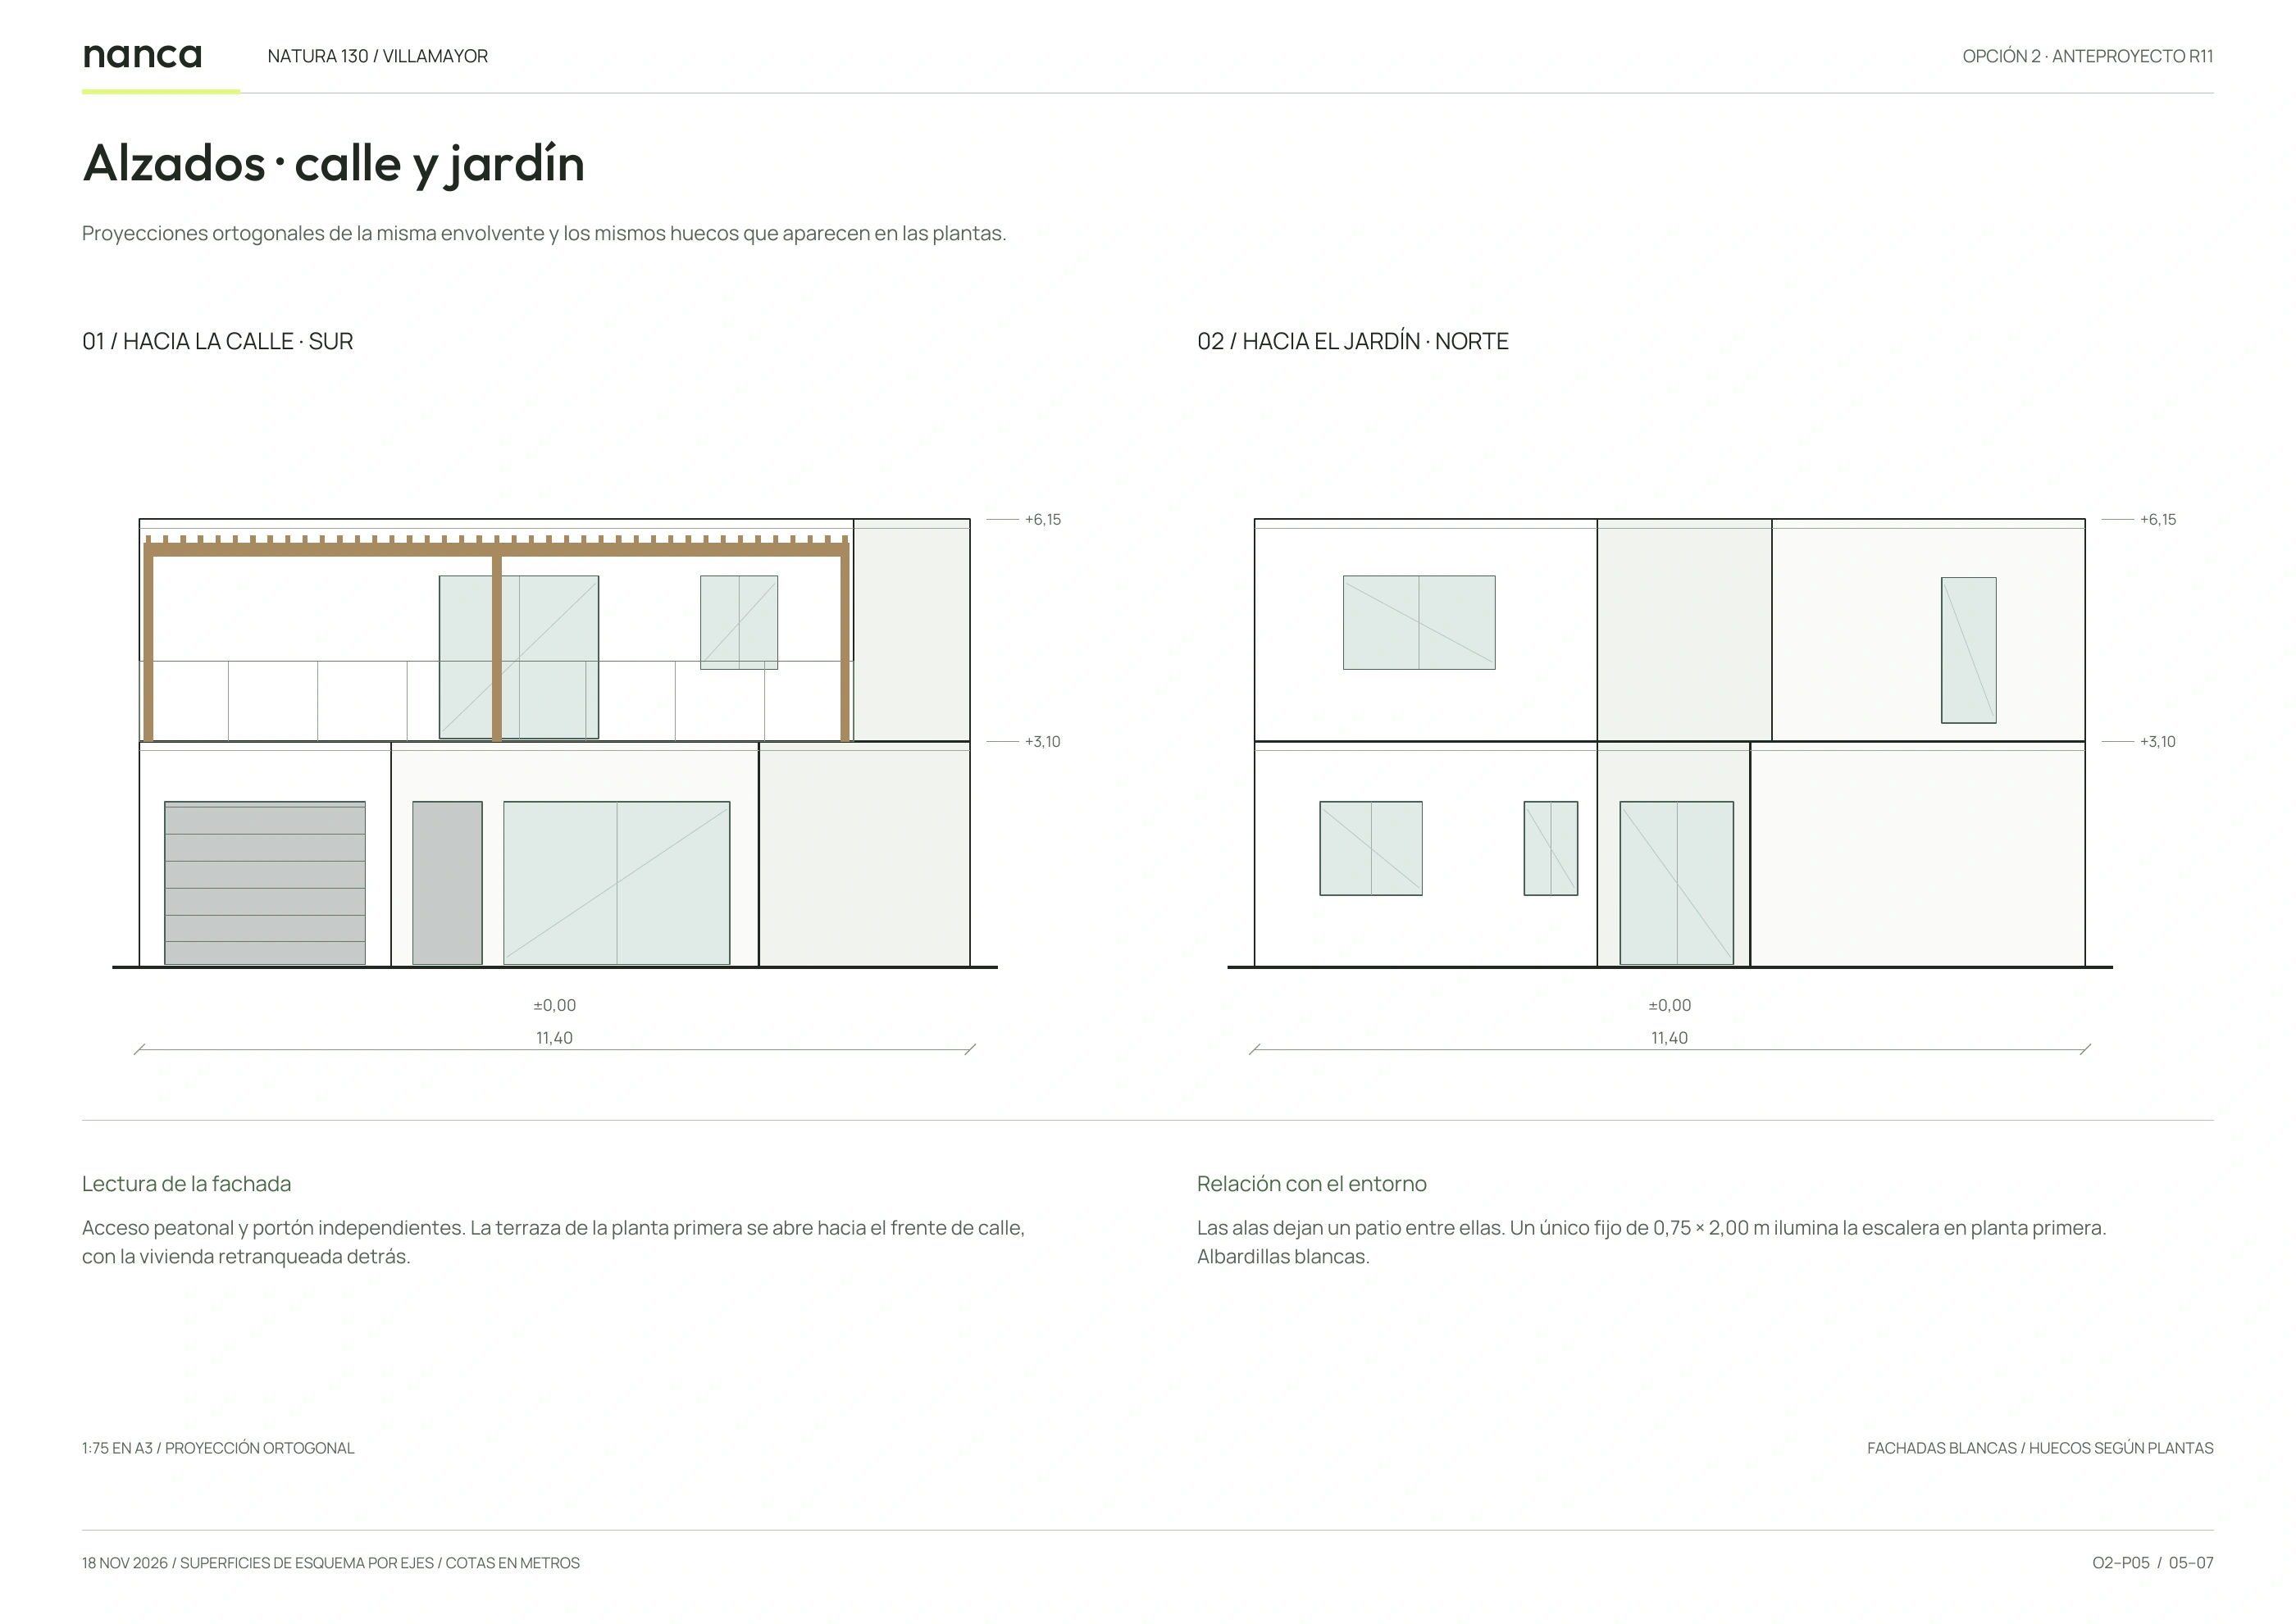 nanca
NATURA 130 / VILLAMAYOR
OPCIÓN 2 · ANTEPROYECTO R11
Alzados · calle y jardín
Proyecciones ortogonales de la misma envolvente y los mismos huecos que aparecen en las plantas.
01 / HACIA LA CALLE · SUR
+6,15
+3,10
±0,00
11,40
02 / HACIA EL JARDÍN · NORTE
+6,15
+3,10
±0,00
11,40
Lectura de la fachada
Acceso peatonal y portón independientes. La terraza de la planta primera se abre hacia el frente de calle,
con la vivienda retranqueada detrás.
Relación con el entorno
Las alas dejan un patio entre ellas. Un único fijo de 0,75 × 2,00 m ilumina la escalera en planta primera.
Albardillas blancas.
1:75 EN A3 / PROYECCIÓN ORTOGONAL
FACHADAS BLANCAS / HUECOS SEGÚN PLANTAS
18 NOV 2026 / SUPERFICIES DE ESQUEMA POR EJES / COTAS EN METROS
O2-P05 / 05-07